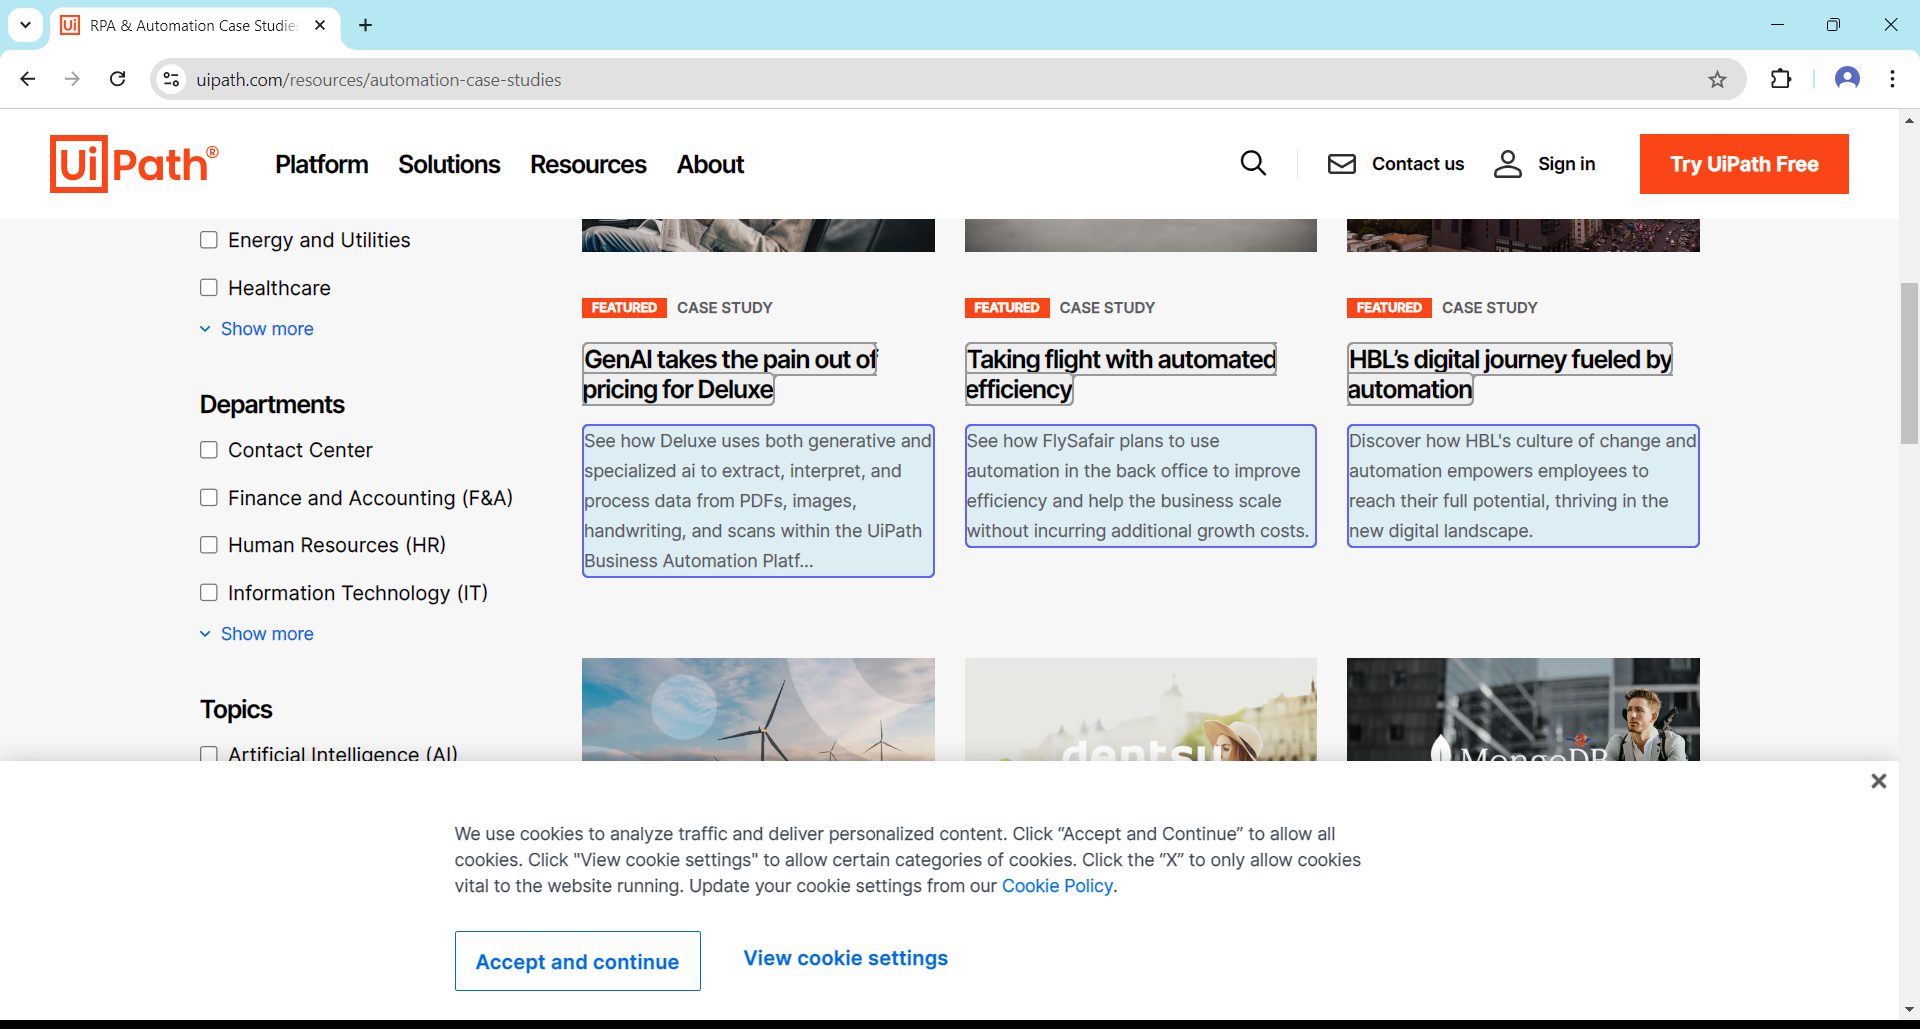 RPA & Automation Case Studies
uipath.com/resources/automation-case-studies
UiPath®
Platform
Solutions
Resources
About
Contact us
Sign in
Try UiPath Free
Energy and Utilities
Healthcare
Show more
Departments
Contact Center
Finance and Accounting (F&A)
Human Resources (HR)
Information Technology (IT)
Show more
Topics
Artificial Intelligence (AI)
FEATURED CASE STUDY
GenAI takes the pain out of
pricing for Deluxe
See how Deluxe uses both generative and
specialized ai to extract, interpret, and
process data from PDFs, images,
handwriting, and scans within the UiPath
Business Automation Platf...
FEATURED CASE STUDY
Taking flight with automated
efficiency
See how FlySafair plans to use
automation in the back office to improve
efficiency and help the business scale
without incurring additional growth costs.
FEATURED CASE STUDY
HBL’s digital journey fueled by
automation
Discover how HBL's culture of change and
automation empowers employees to
reach their full potential, thriving in the
new digital landscape.
dentsu
MongoDB
We use cookies to analyze traffic and deliver personalized content. Click “Accept and Continue” to allow all
cookies. Click "View cookie settings" to allow certain categories of cookies. Click the “X” to only allow cookies
vital to the website running. Update your cookie settings from our Cookie Policy.
Accept and continue
View cookie settings